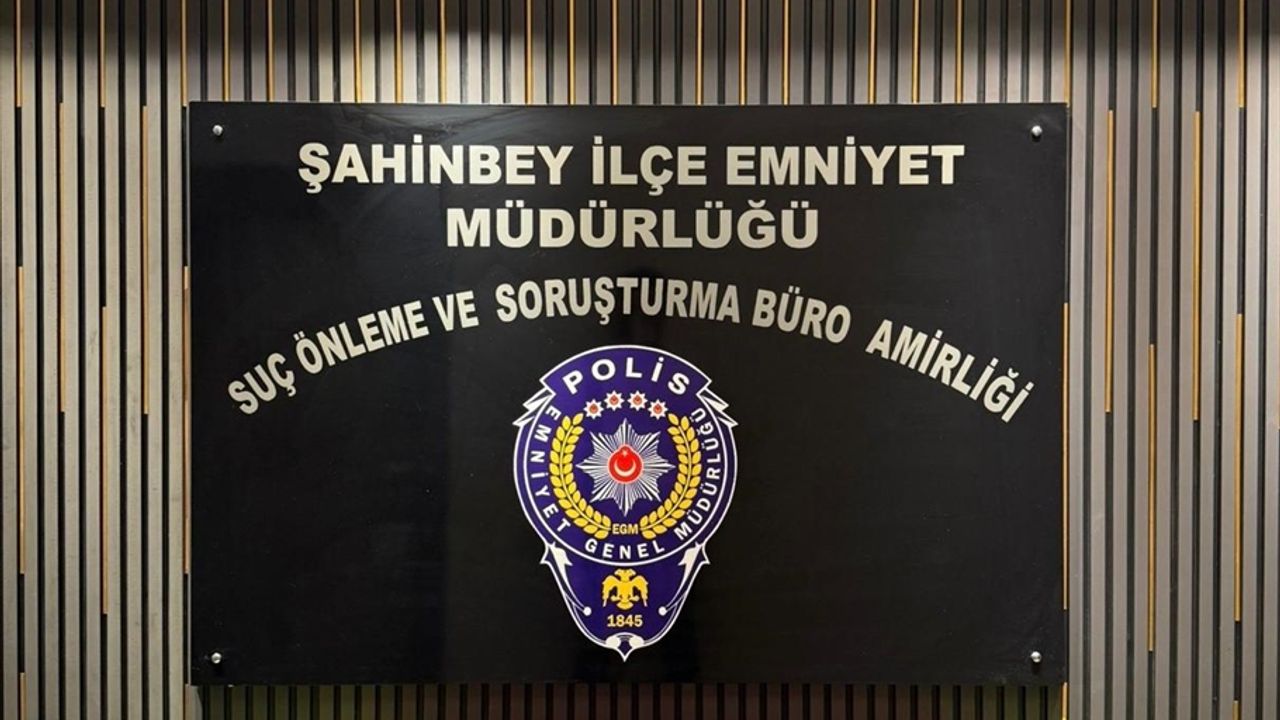 ŞAHİNBEY İLÇE EMNİYET
MÜDÜRLÜĞÜ
SUÇ ÖNLEME VE SORUŞTURMA BÜRO AMİRLİĞİ
POLİS
EMNİYET GENEL MÜDÜRLÜĞÜ
EGM
1845